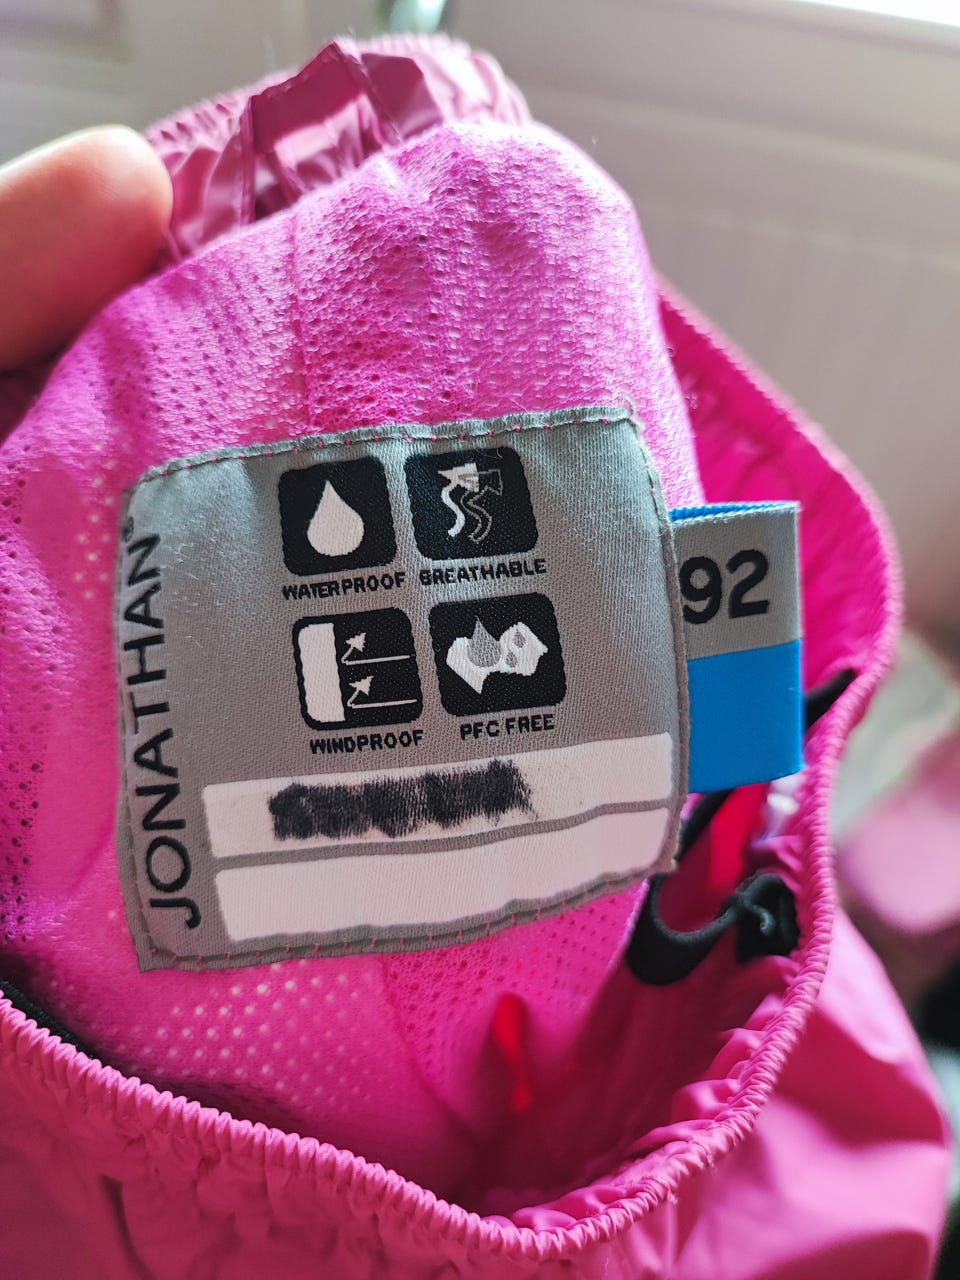 JONATHAN®
WATERPROOF BREATHABLE
WINDPROOF PFC FREE
92